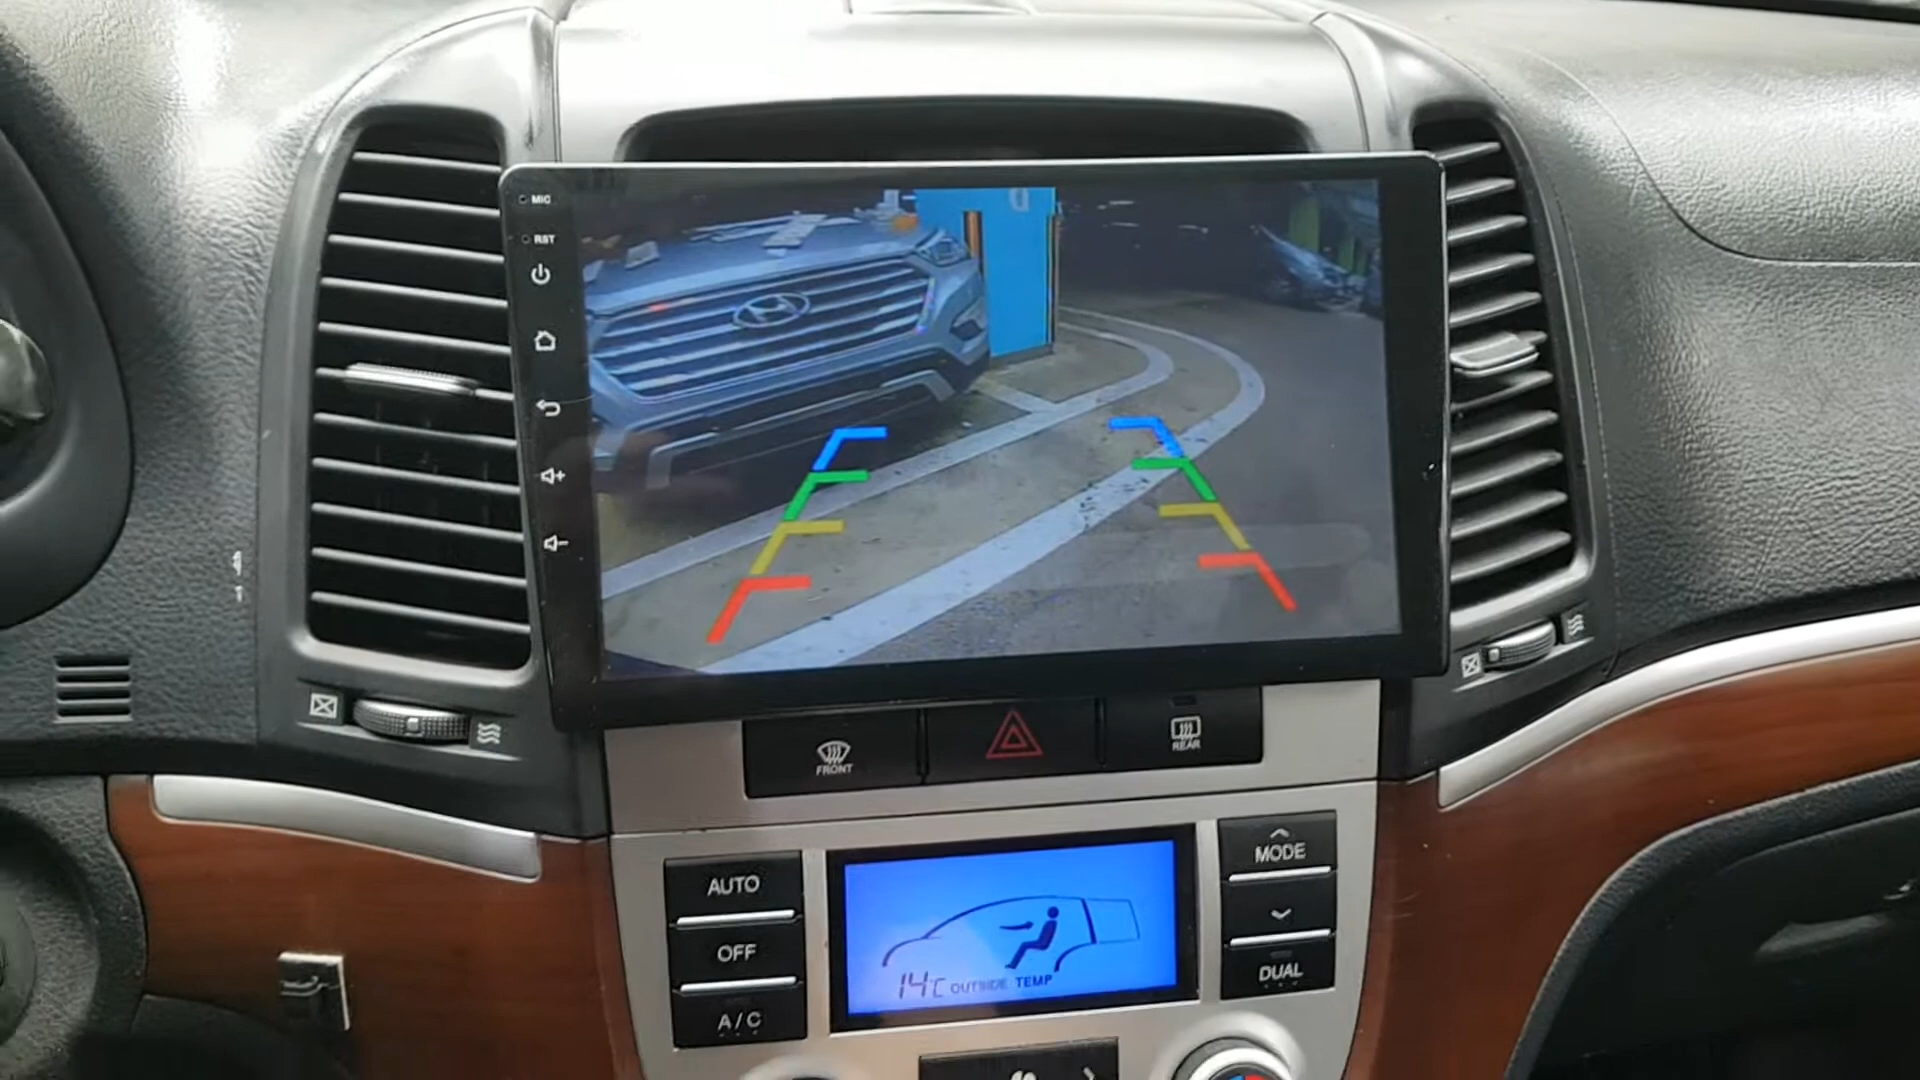 MIC
RST
FRONT
REAR
AUTO
OFF
A/C
MODE
DUAL
14°C OUTSIDE TEMP